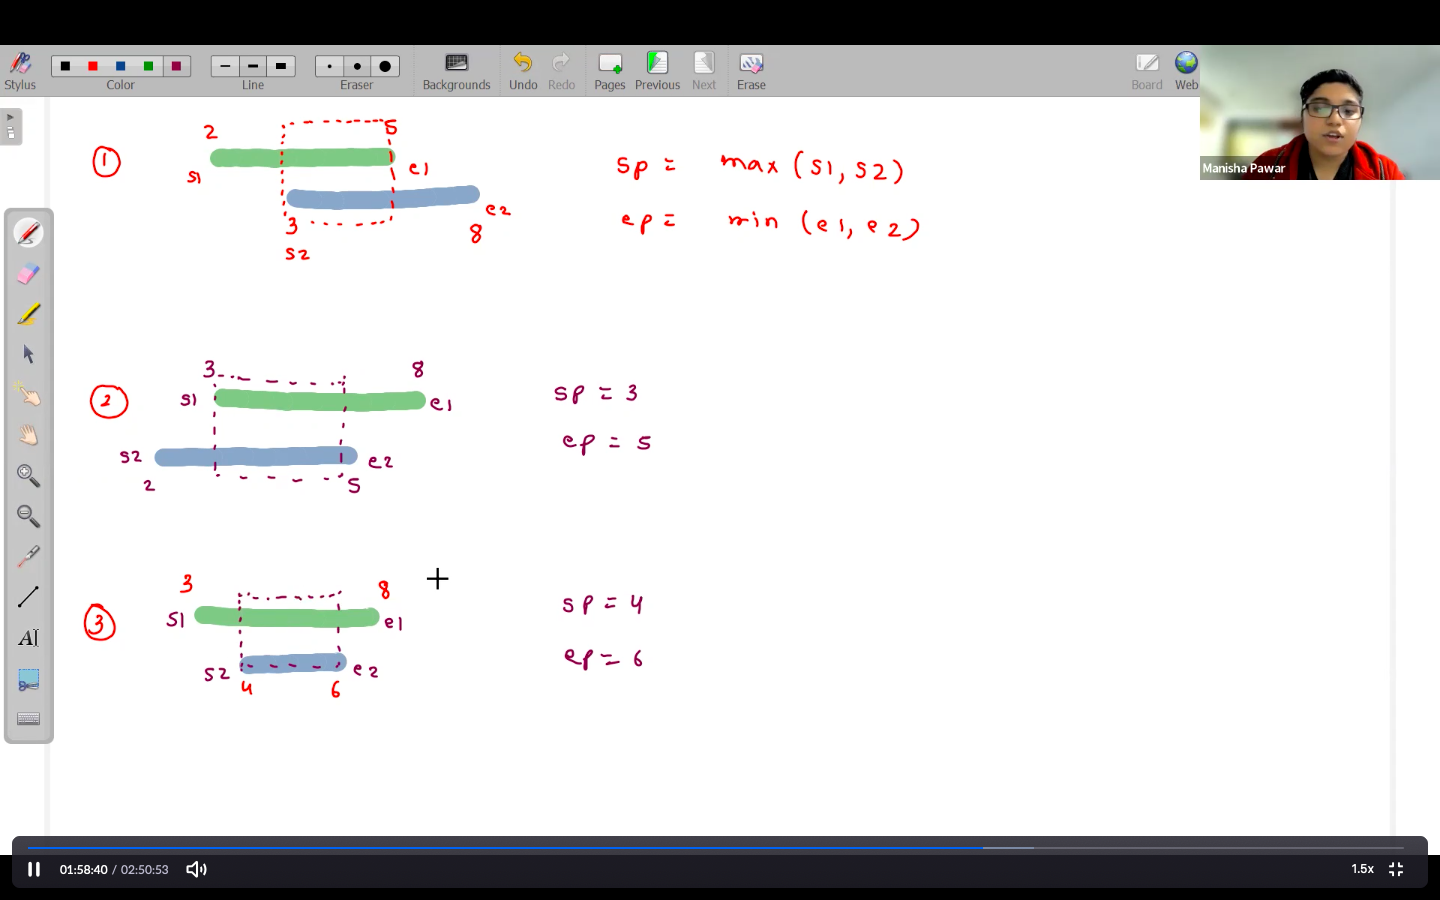 Stylus Color Line Eraser Backgrounds Undo Redo Pages Previous Next Erase Board Web
Manisha Pawar
1
2 5
s1 e1
3 e2
s2 8
sp = max (s1, s2)
ep = min (e1, e2)
2
3 8
s1 e1
s2 e2
2 5
sp = 3
ep = 5
3
3 8
s1 e1
s2 e2
4 6
sp = 4
ep = 6
AI
01:58:40 / 02:50:53
1.5x